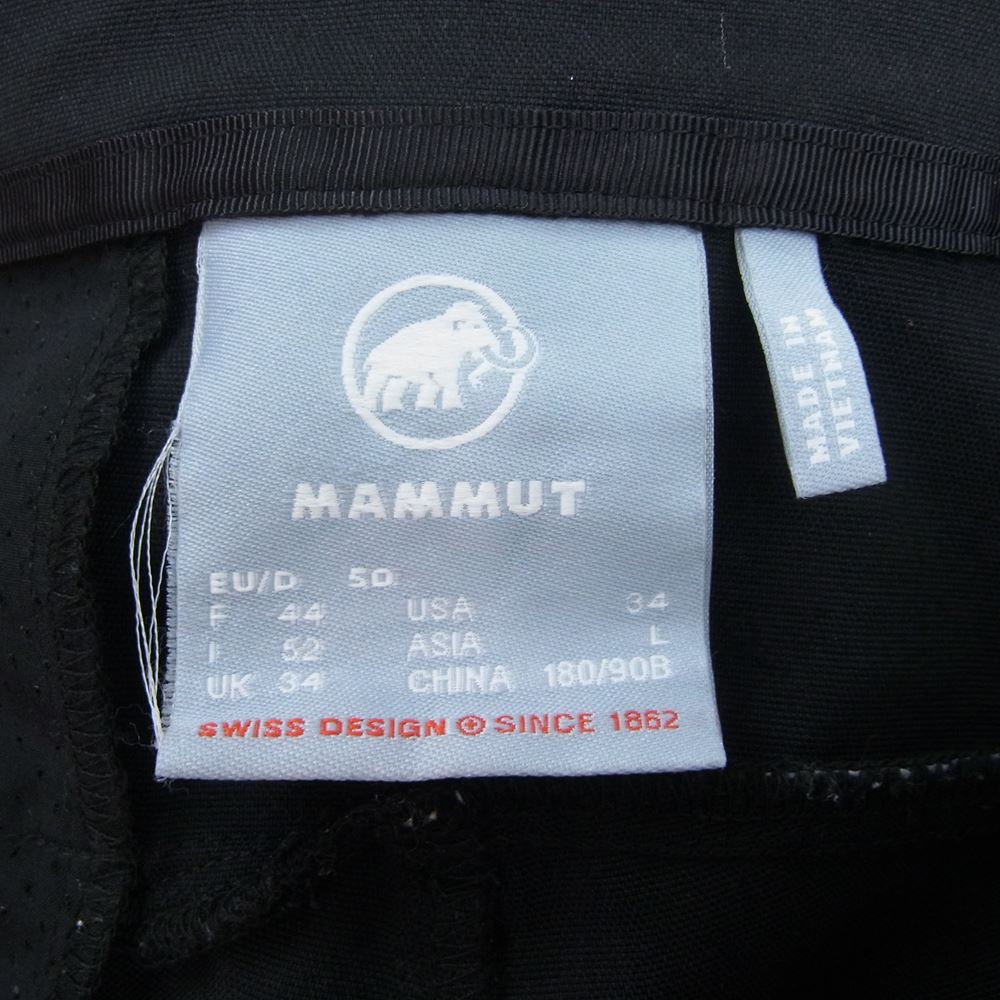 MAMMUT
EU/D 50
F 44 USA 34
I 52 ASIA L
UK 34 CHINA 180/90B
SWISS DESIGN SINCE 1862
MADE IN
VIETNAM